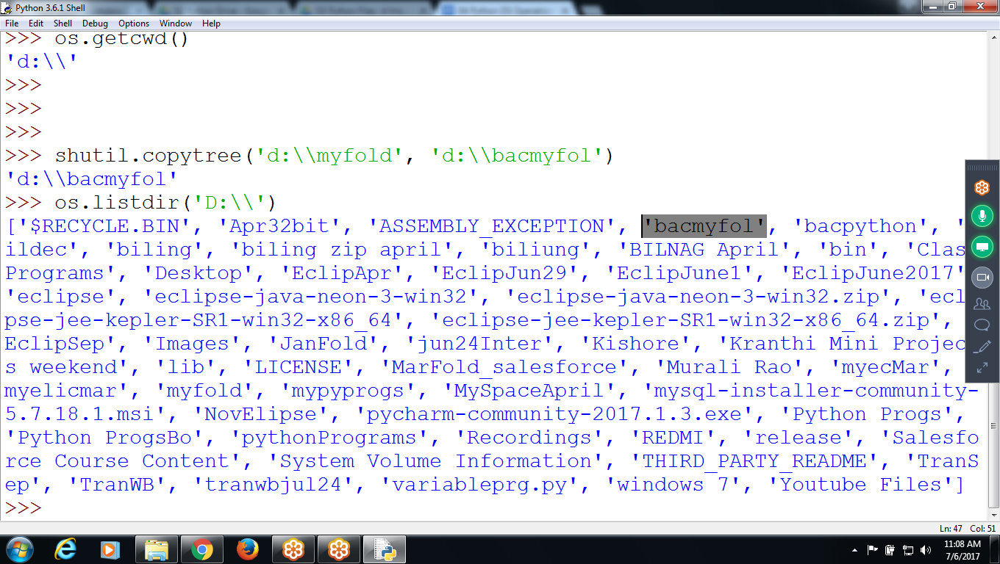 Python 3.6.1 Shell
File Edit Shell Debug Options Window Help
>>> os.getcwd()
'd:\\'
>>>
>>>
>>>
>>> shutil.copytree('d:\\myfold', 'd:\\bacmyfol')
'd:\\bacmyfol'
>>> os.listdir('D:\\')
['$RECYCLE.BIN', 'Apr32bit', 'ASSEMBLY_EXCEPTION', 'bacmyfol', 'bacpython', '
ildec', 'biling', 'biling zip april', 'biliung', 'BILNAG April', 'bin', 'Clas
Programs', 'Desktop', 'EclipApr', 'EclipJun29', 'EclipJune1', 'EclipJune2017'
'eclipse', 'eclipse-java-neon-3-win32', 'eclipse-java-neon-3-win32.zip', 'ecl
pse-jee-kepler-SR1-win32-x86_64', 'eclipse-jee-kepler-SR1-win32-x86_64.zip',
EclipSep', 'Images', 'JanFold', 'jun24Inter', 'Kishore', 'Kranthi Mini Projec
s weekend', 'lib', 'LICENSE', 'MarFold_salesforce', 'Murali Rao', 'myecMar',
myelicmar', 'myfold', 'mypyprogs', 'MySpaceApril', 'mysql-installer-community-
5.7.18.1.msi', 'NovElipse', 'pycharm-community-2017.1.3.exe', 'Python Progs',
'Python ProgsBo', 'pythonPrograms', 'Recordings', 'REDMI', 'release', 'Salesfo
rce Course Content', 'System Volume Information', 'THIRD_PARTY_README', 'TranS
ep', 'TranWB', 'tranwbjul24', 'variableprg.py', 'windows 7', 'Youtube Files']
>>>
Ln: 47 Col: 51
11:08 AM
7/6/2017